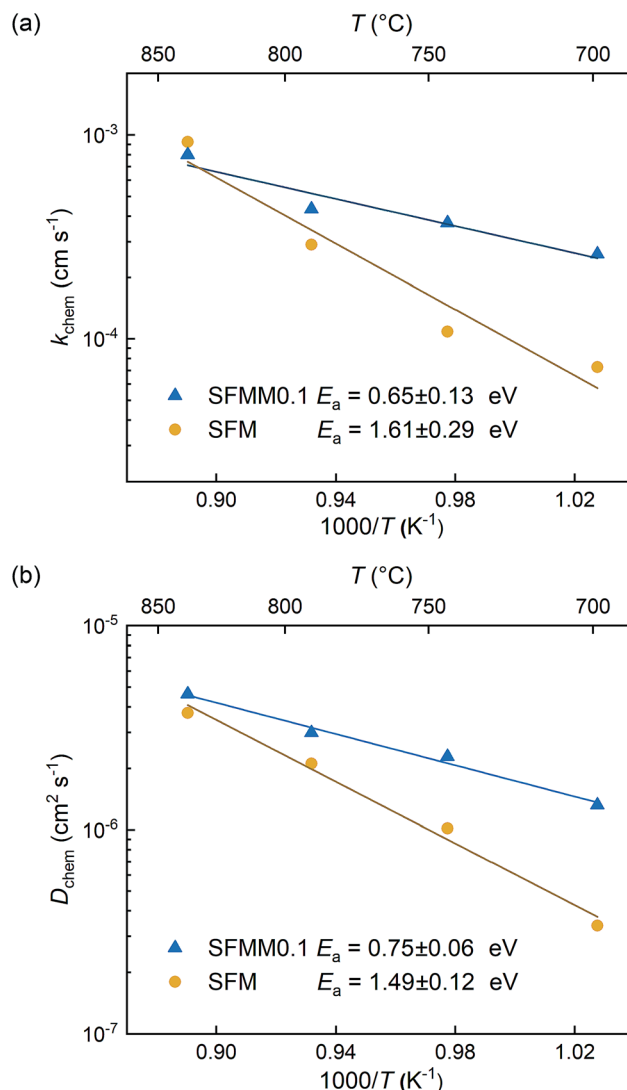 (a)
T (°C)
850 800 750 700
10⁻³
10⁻⁴
k_chem (cm s⁻¹)
SFMM0.1 E_a = 0.65±0.13 eV
SFM E_a = 1.61±0.29 eV
0.90 0.94 0.98 1.02
1000/T (K⁻¹)
(b)
T (°C)
850 800 750 700
10⁻⁵
10⁻⁶
10⁻⁷
D_chem (cm² s⁻¹)
SFMM0.1 E_a = 0.75±0.06 eV
SFM E_a = 1.49±0.12 eV
0.90 0.94 0.98 1.02
1000/T (K⁻¹)